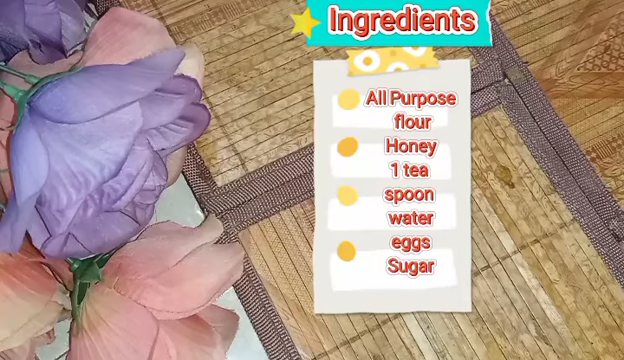 Ingredients
All Purpose
flour
Honey
1 tea
spoon
water
eggs
Sugar